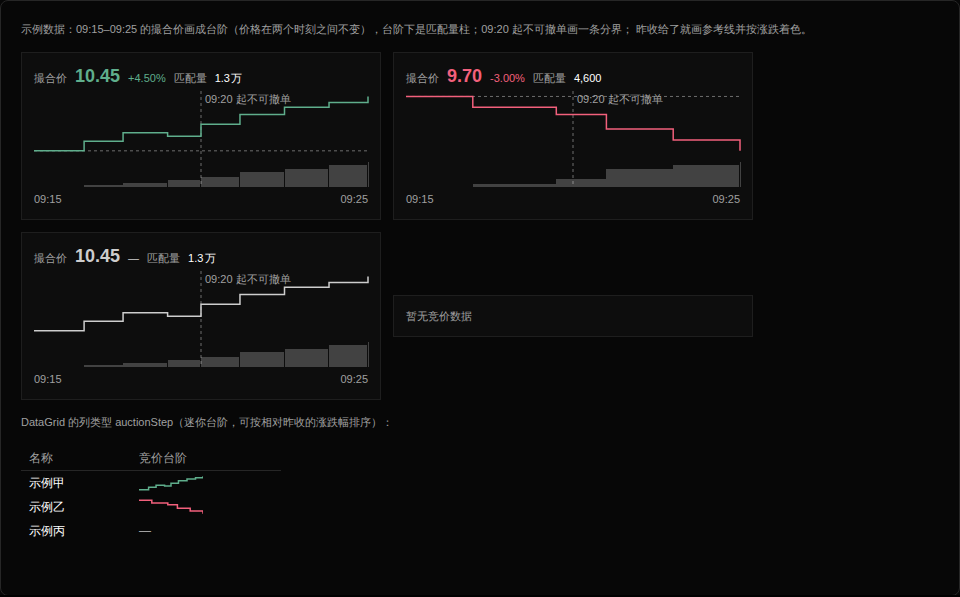 示例数据：09:15–09:25 的撮合价画成台阶（价格在两个时刻之间不变），台阶下是匹配量柱；09:20 起不可撤单画一条分界； 昨收给了就画参考线并按涨跌着色。
撮合价 10.45 +4.50% 匹配量 1.3万
09:20 起不可撤单
09:15 09:25
撮合价 9.70 -3.00% 匹配量 4,600
09:20 起不可撤单
09:15 09:25
撮合价 10.45 — 匹配量 1.3万
09:20 起不可撤单
09:15 09:25
暂无竞价数据
DataGrid 的列类型 auctionStep（迷你台阶，可按相对昨收的涨跌幅排序）：
名称 竞价台阶
示例甲
示例乙
示例丙 —